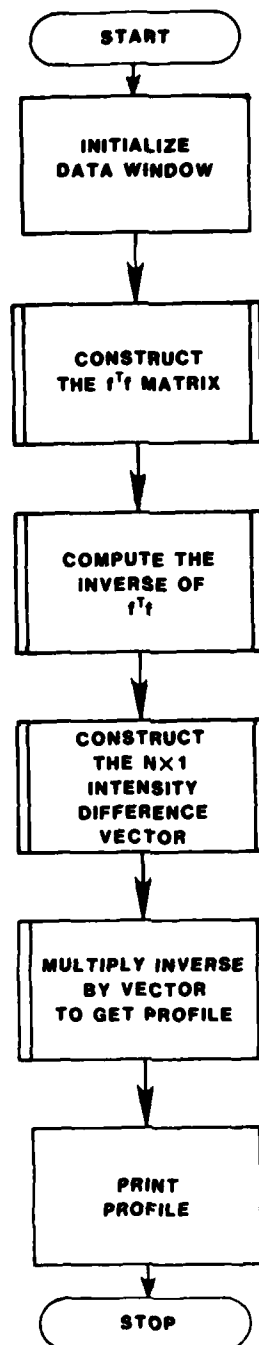 START
INITIALIZE
DATA WINDOW
CONSTRUCT
THE fᵀf MATRIX
COMPUTE THE
INVERSE OF
fᵀf
CONSTRUCT
THE N×1
INTENSITY
DIFFERENCE
VECTOR
MULTIPLY INVERSE
BY VECTOR
TO GET PROFILE
PRINT
PROFILE
STOP